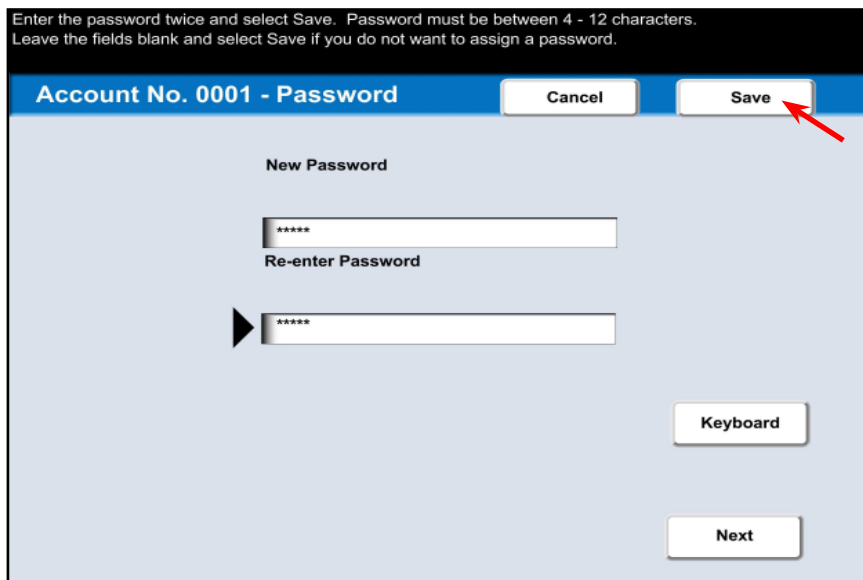 Enter the password twice and select Save.  Password must be between 4 - 12 characters.
Leave the fields blank and select Save if you do not want to assign a password.
Account No. 0001 - Password
Cancel
Save
New Password
*****
Re-enter Password
*****
Keyboard
Next